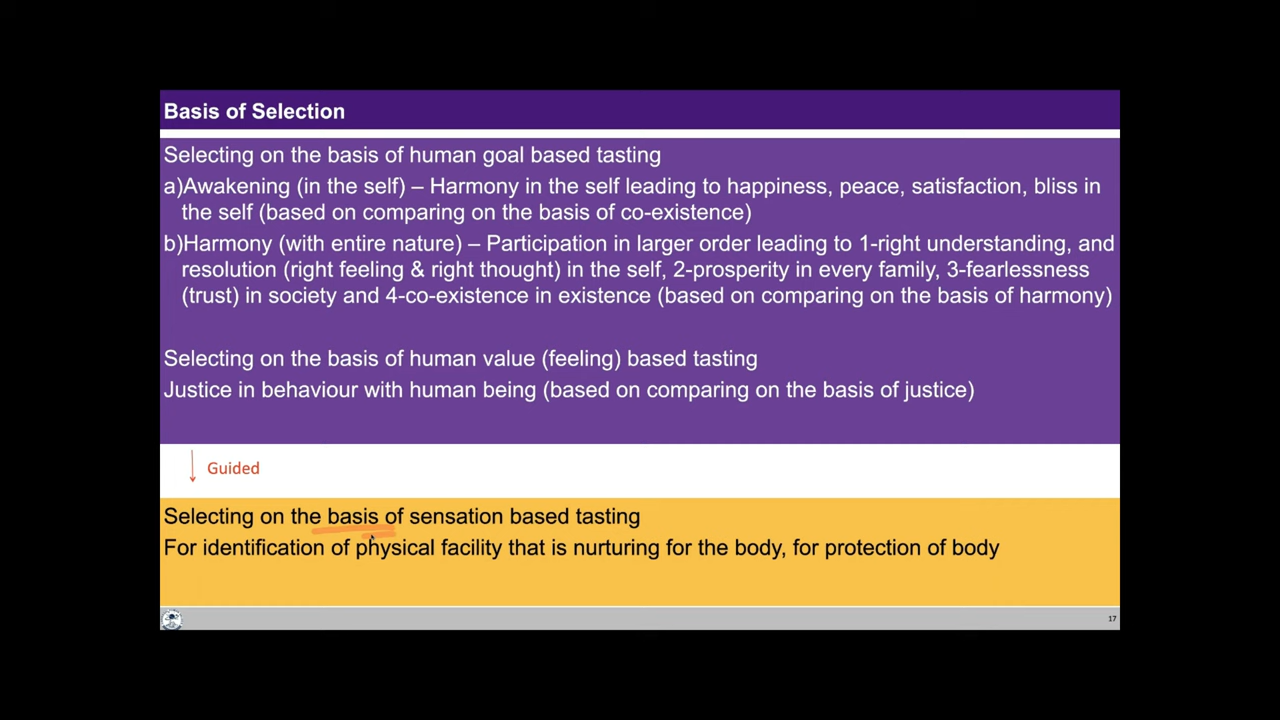 Basis of Selection
Selecting on the basis of human goal based tasting
a)Awakening (in the self) – Harmony in the self leading to happiness, peace, satisfaction, bliss in
the self (based on comparing on the basis of co-existence)
b)Harmony (with entire nature) – Participation in larger order leading to 1-right understanding, and
resolution (right feeling & right thought) in the self, 2-prosperity in every family, 3-fearlessness
(trust) in society and 4-co-existence in existence (based on comparing on the basis of harmony)
Selecting on the basis of human value (feeling) based tasting
Justice in behaviour with human being (based on comparing on the basis of justice)
Guided
Selecting on the basis of sensation based tasting
For identification of physical facility that is nurturing for the body, for protection of body
17